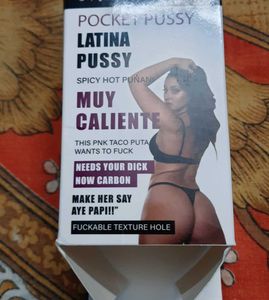 POCKET PUSSY
LATINA
PUSSY
SPICY HOT PUNANI
MUY
CALIENTE
THIS PNK TACO PUTA
WANTS TO FUCK
NEEDS YOUR DICK
NOW CARBON
MAKE HER SAY
AYE PAPI!!"
FUCKABLE TEXTURE HOLE